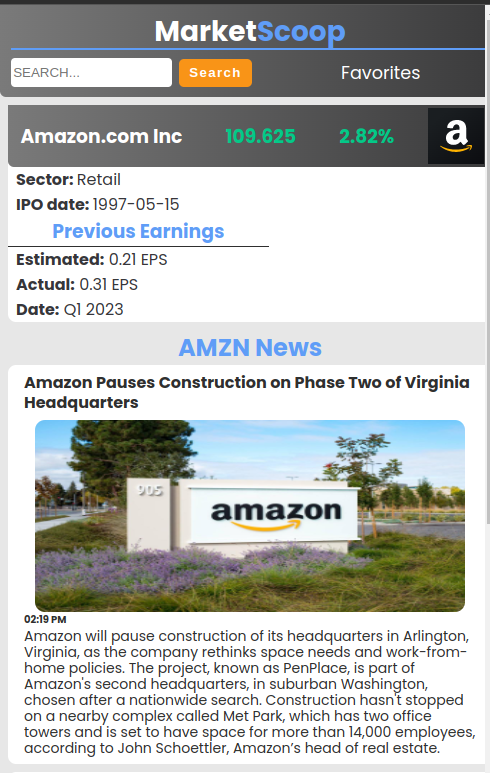 MarketScoop
SEARCH...
Search
Favorites
Amazon.com Inc 109.625 2.82%
a
Sector: Retail
IPO date: 1997-05-15
Previous Earnings
Estimated: 0.21 EPS
Actual: 0.31 EPS
Date: Q1 2023
AMZN News
Amazon Pauses Construction on Phase Two of Virginia
Headquarters
905
amazon
02:19 PM
Amazon will pause construction of its headquarters in Arlington,
Virginia, as the company rethinks space needs and work-from-
home policies. The project, known as PenPlace, is part of
Amazon's second headquarters, in suburban Washington,
chosen after a nationwide search. Construction hasn't stopped
on a nearby complex called Met Park, which has two office
towers and is set to have space for more than 14,000 employees,
according to John Schoettler, Amazon’s head of real estate.